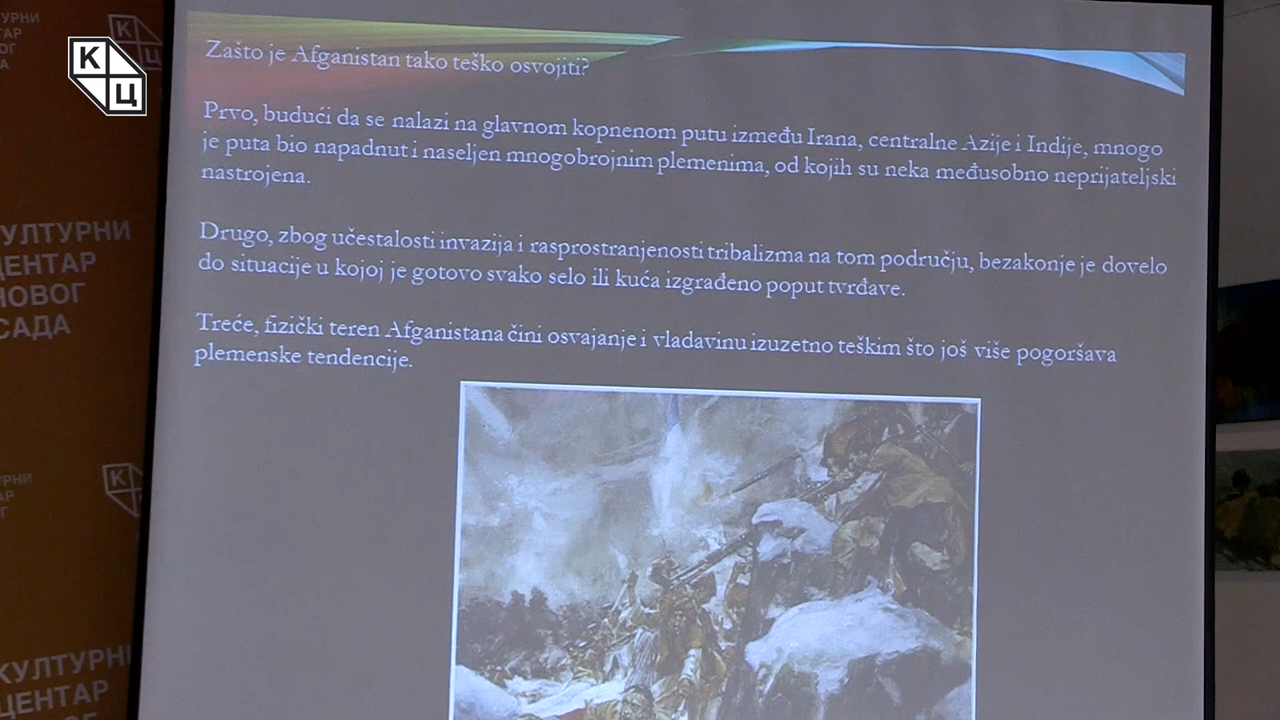 К
Ц
Zašto je Afganistan tako teško osvojiti?
Prvo, budući da se nalazi na glavnom kopnenom putu između Irana, centralne Azije i Indije, mnogo
je puta bio napadnut i naseljen mnogobrojnim plemenima, od kojih su neka međusobno neprijateljski
nastrojena.
Drugo, zbog učestalosti invazija i rasprostranjenosti tribalizma na tom području, bezakonje je dovelo
do situacije u kojoj je gotovo svako selo ili kuća izgrađeno poput tvrđave.
Treće, fizički teren Afganistana čini osvajanje i vladavinu izuzetno teškim što još više pogoršava
plemenske tendencije.
К
Ц
УЛТУРНИ
ЦЕНТАР
НОВОГ
САДА
К
КУЛТУРНИ
ЦЕНТАР